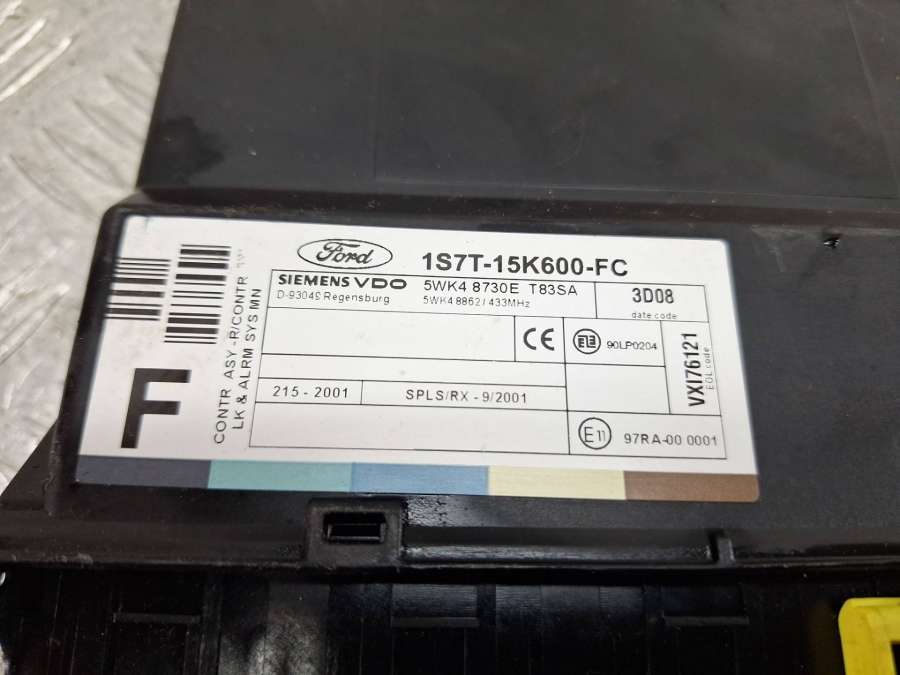 Ford
1S7T-15K600-FC
SIEMENS VDO
D-93049 Regensburg
5WK4 8730E T83SA
5WK4 8862 / 433MHz
3D08
date code
CE
90LP0204
VXI76121
EOL code
215 - 2001
SPLS/RX - 9/2001
E11
97RA-00 0001
F
CONTR ASY -R/CONTR
LK & ALRM SYS MN